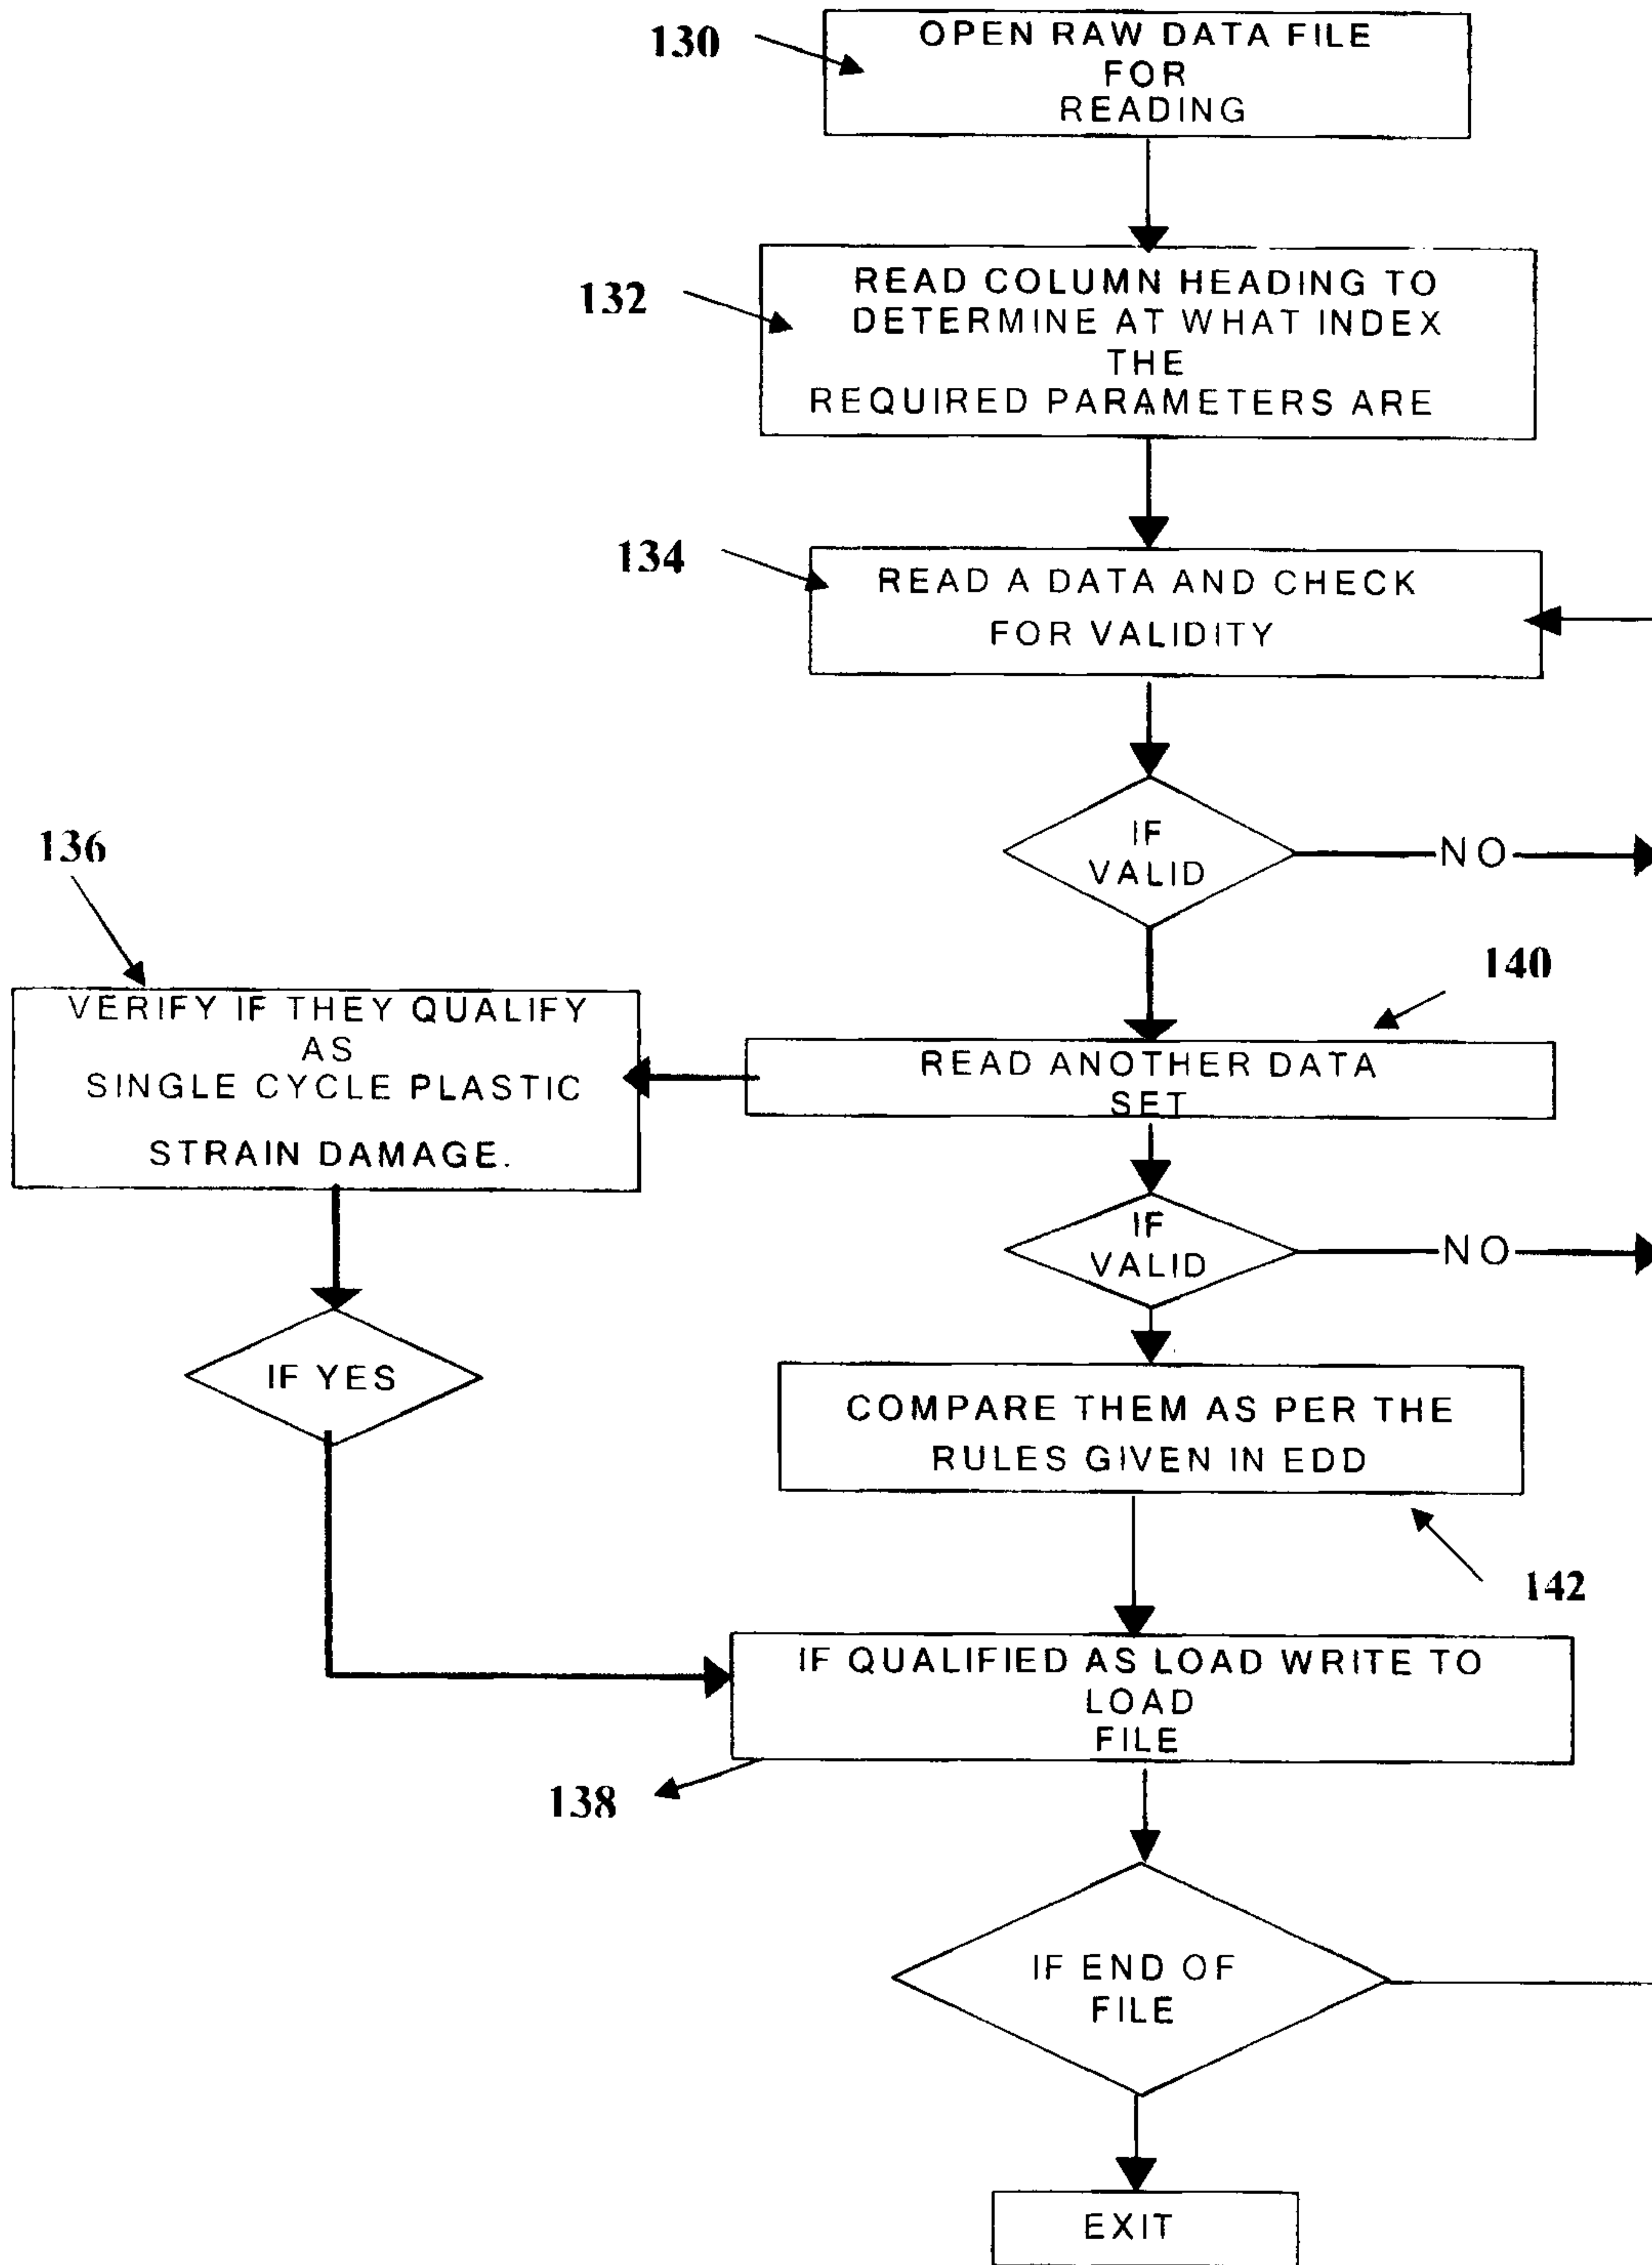 130
OPEN RAW DATA FILE
FOR
READING
132
READ COLUMN HEADING TO
DETERMINE AT WHAT INDEX
THE
REQUIRED PARAMETERS ARE
134
READ A DATA AND CHECK
FOR VALIDITY
IF
VALID
NO
136
VERIFY IF THEY QUALIFY
AS
SINGLE CYCLE PLASTIC
STRAIN DAMAGE.
140
READ ANOTHER DATA
SET
IF
VALID
NO
IF YES
COMPARE THEM AS PER THE
RULES GIVEN IN EDD
142
IF QUALIFIED AS LOAD WRITE TO
LOAD
FILE
138
IF END OF
FILE
EXIT